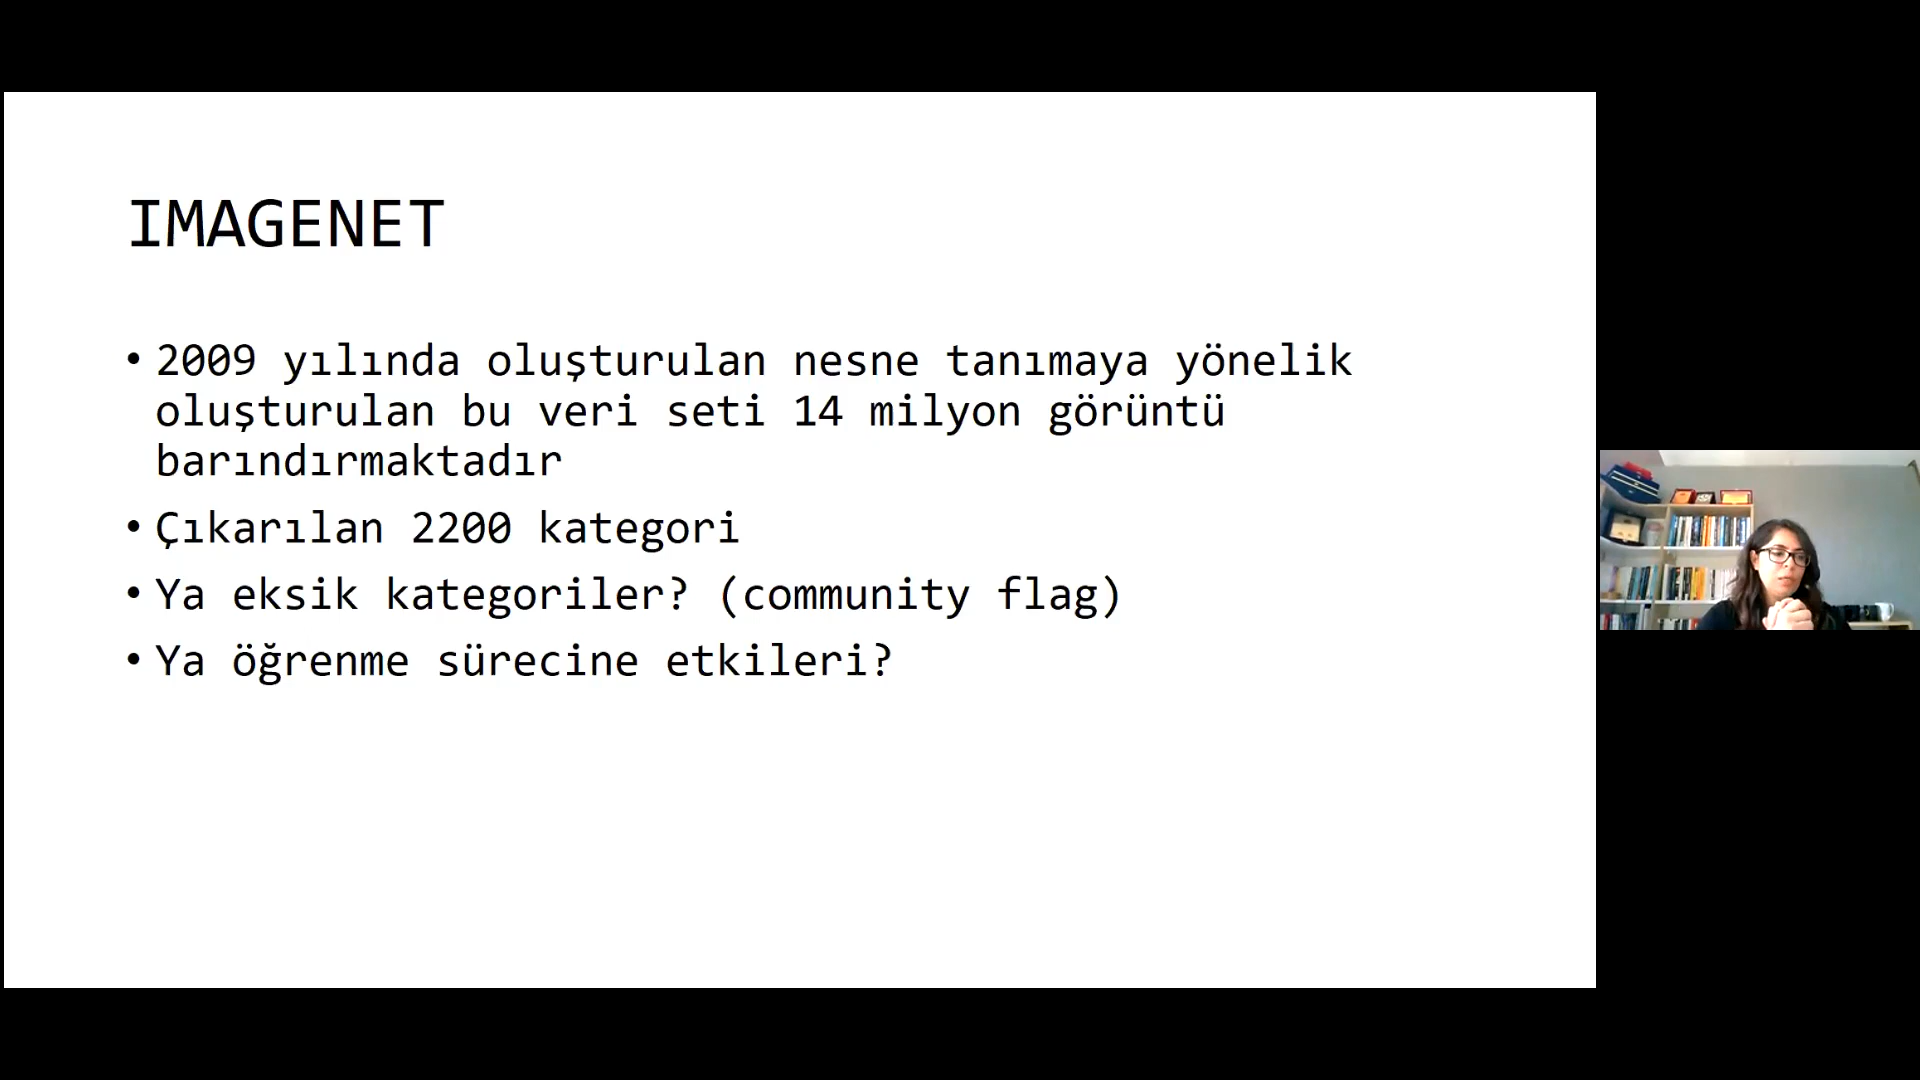 IMAGENET
• 2009 yılında oluşturulan nesne tanımaya yönelik
oluşturulan bu veri seti 14 milyon görüntü
barındırmaktadır
• Çıkarılan 2200 kategori
• Ya eksik kategoriler? (community flag)
• Ya öğrenme sürecine etkileri?